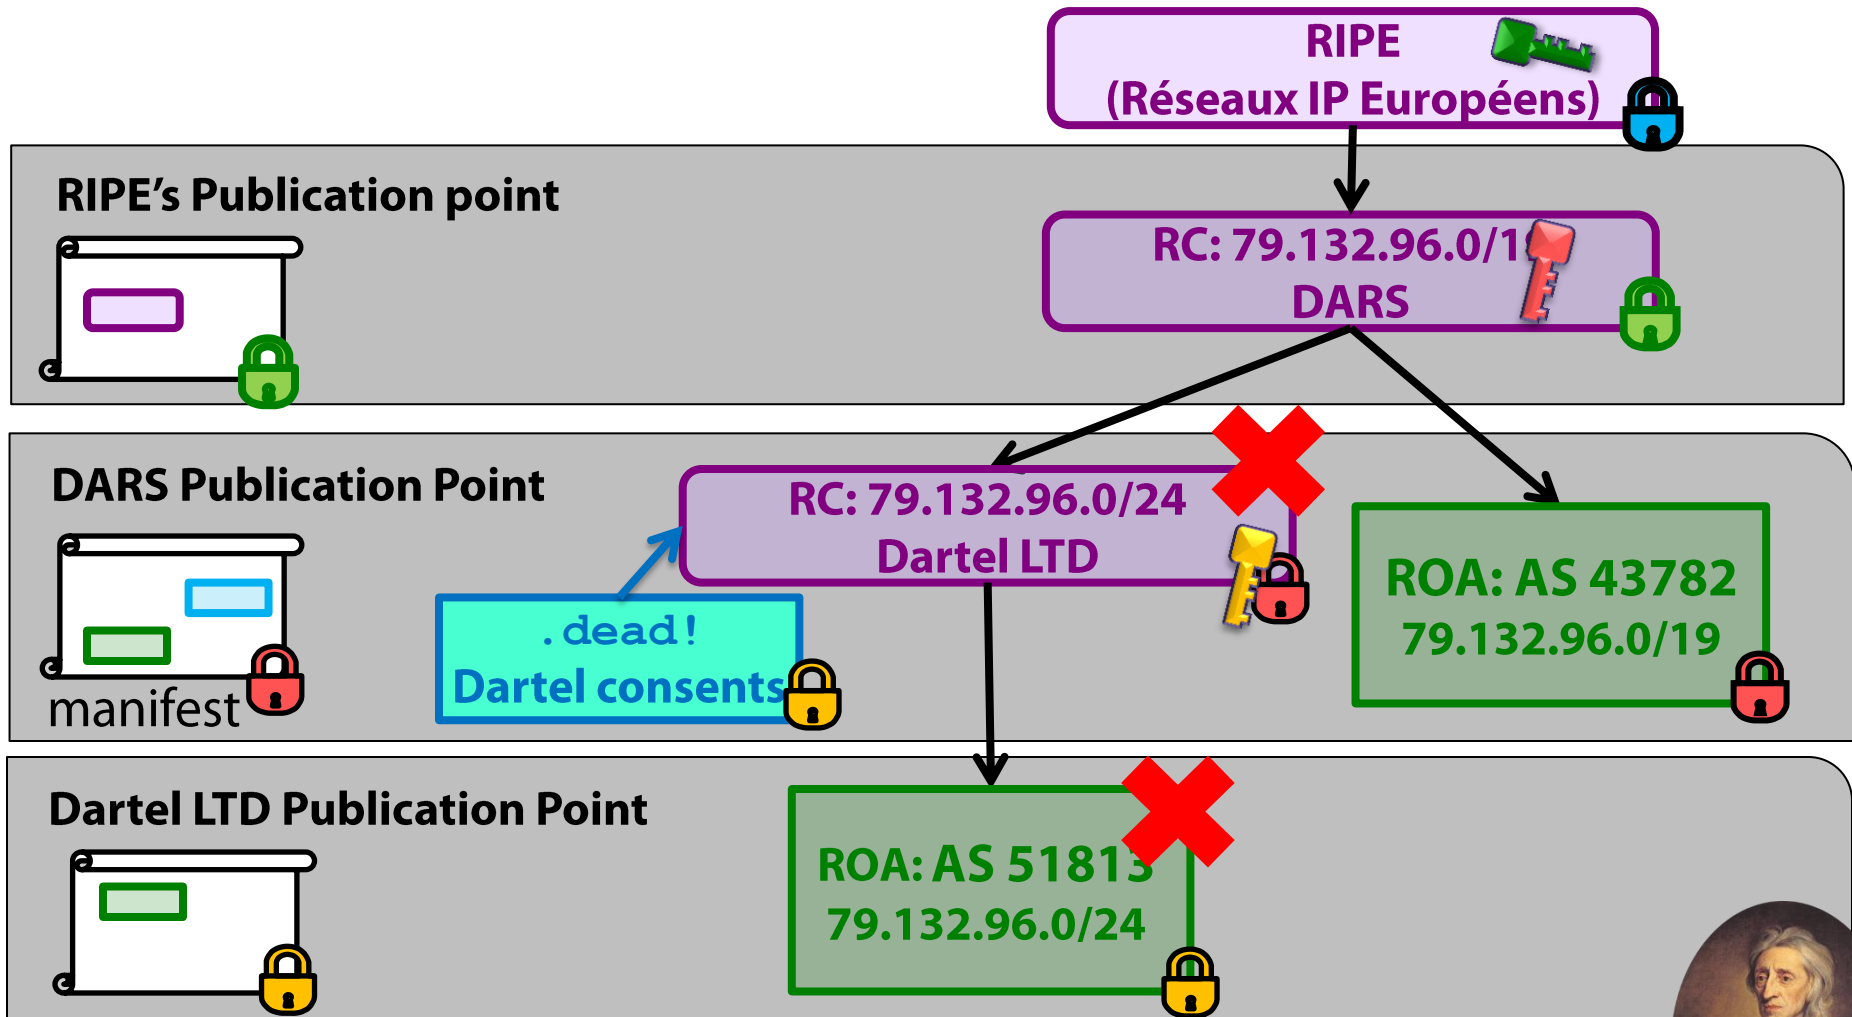 RIPE
(Réseaux IP Européens)
RIPE's Publication point
RC: 79.132.96.0/1
DARS
DARS Publication Point
RC: 79.132.96.0/24
Dartel LTD
.dead!
Dartel consents
ROA: AS 43782
79.132.96.0/19
manifest
Dartel LTD Publication Point
ROA: AS 51813
79.132.96.0/24